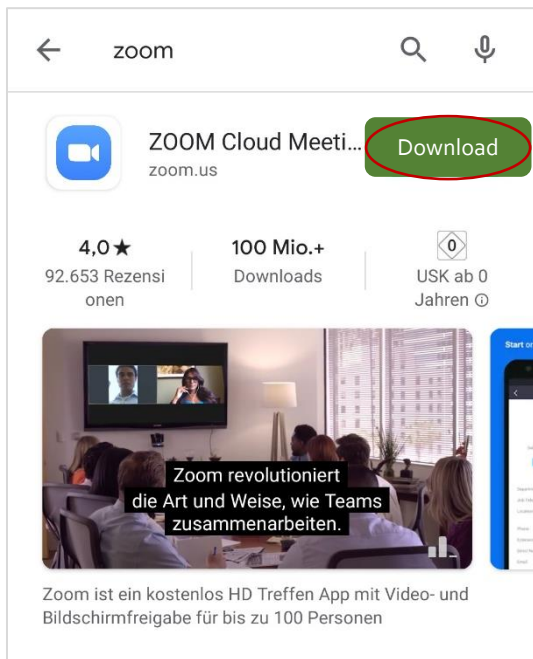 zoom
ZOOM Cloud Meeti...
Download
zoom.us
4,0★
92.653 Rezensi
onen
100 Mio.+
Downloads
0
USK ab 0
Jahren
Zoom revolutioniert
die Art und Weise, wie Teams
zusammenarbeiten.
Start
Zoom ist ein kostenlos HD Treffen App mit Video- und
Bildschirmfreigabe für bis zu 100 Personen